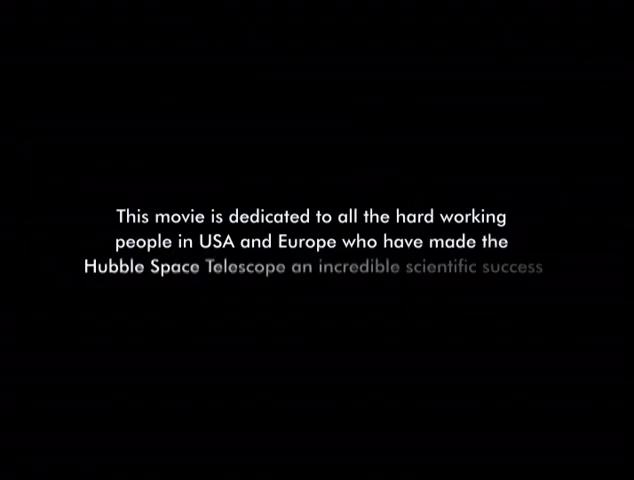 This movie is dedicated to all the hard working
people in USA and Europe who have made the
Hubble Space Telescope an incredible scientific success